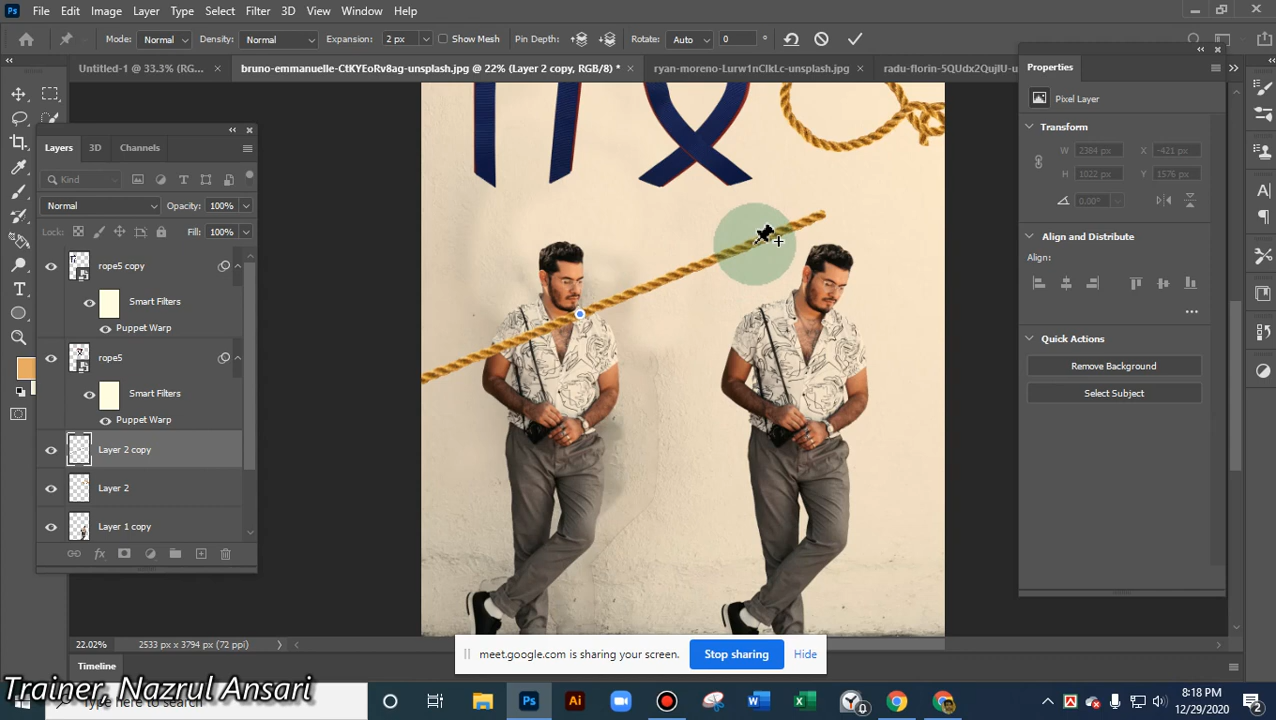 Ps File Edit Image Layer Type Select Filter 3D View Window Help
Mode: Normal Density: Normal Expansion: 2 px Show Mesh Pin Depth: Rotate: Auto 0 °
Untitled-1 @ 33.3% (RG... × bruno-emmanuelle-CtKYEoRv8ag-unsplash.jpg @ 22% (Layer 2 copy, RGB/8) * × ryan-moreno-Lurw1nClkLc-unsplash.jpg × radu-florin-5QUdx2QujIU-u
Properties
Pixel Layer
Transform
W 2384 px X -421 px
H 1022 px Y 1576 px
0.00°
Align and Distribute
Align:
Quick Actions
Remove Background
Select Subject
Layers 3D Channels
Kind
Normal Opacity: 100%
Lock: Fill: 100%
rope5 copy
Smart Filters
Puppet Warp
rope5
Smart Filters
Puppet Warp
Layer 2 copy
Layer 2
Layer 1 copy
22.02% 2533 px x 3794 px (72 ppi)
meet.google.com is sharing your screen. Stop sharing Hide
Timeline
Trainer, Nazrul Ansari
Type here to search
6:18 PM
12/29/2020